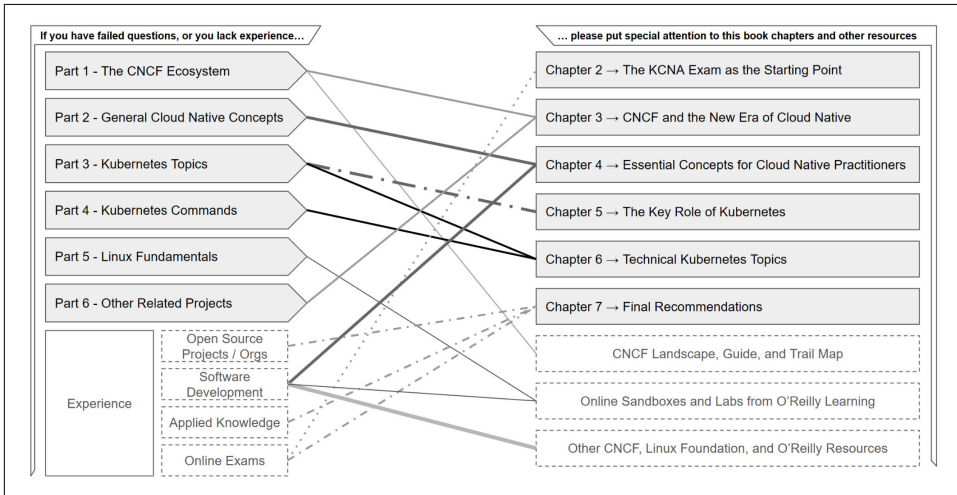 If you have failed questions, or you lack experience…
Part 1 - The CNCF Ecosystem
Part 2 - General Cloud Native Concepts
Part 3 - Kubernetes Topics
Part 4 - Kubernetes Commands
Part 5 - Linux Fundamentals
Part 6 - Other Related Projects
Experience
Open Source
Projects / Orgs
Software
Development
Applied Knowledge
Online Exams
… please put special attention to this book chapters and other resources
Chapter 2 → The KCNA Exam as the Starting Point
Chapter 3 → CNCF and the New Era of Cloud Native
Chapter 4 → Essential Concepts for Cloud Native Practitioners
Chapter 5 → The Key Role of Kubernetes
Chapter 6 → Technical Kubernetes Topics
Chapter 7 → Final Recommendations
CNCF Landscape, Guide, and Trail Map
Online Sandboxes and Labs from O'Reilly Learning
Other CNCF, Linux Foundation, and O'Reilly Resources